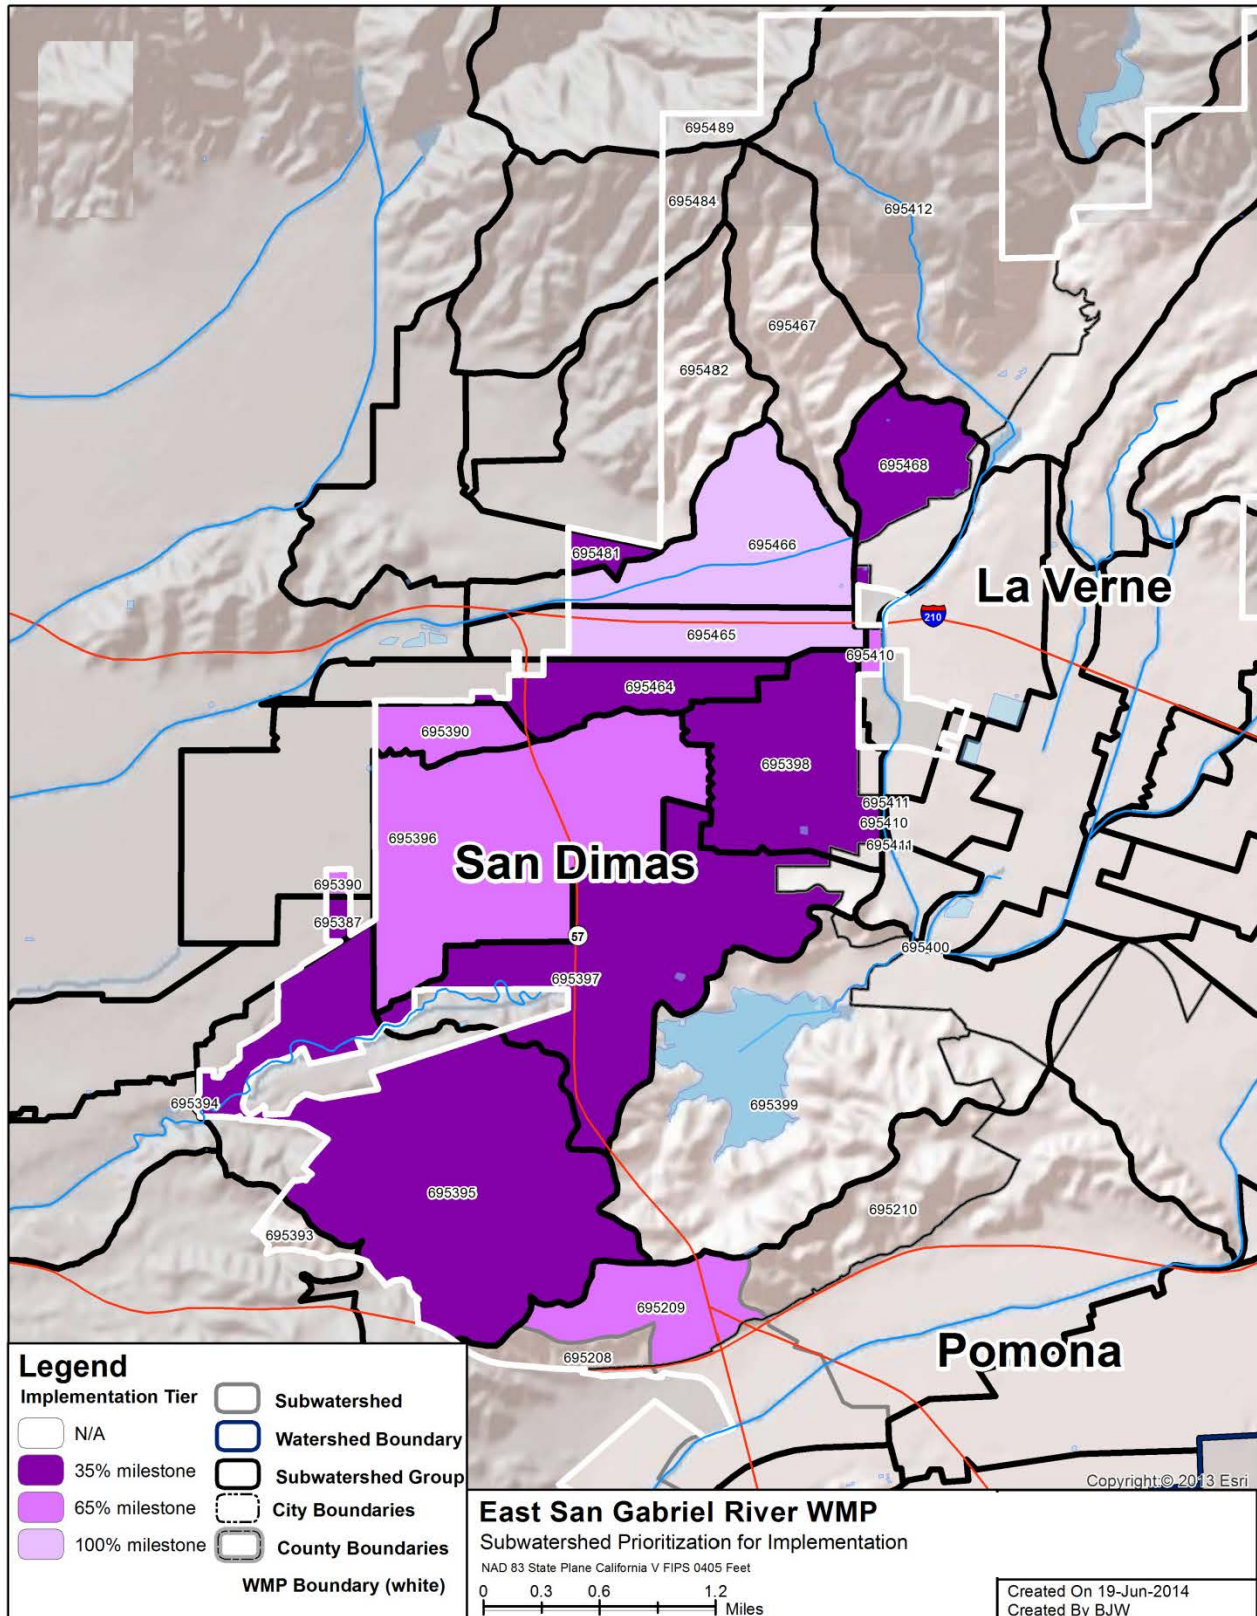 695489
695484
695412
695467
695482
695468
695481
695466
La Verne
210
695465
695410
695464
695390
695398
695411
695410
695396
695411
San Dimas
695390
695387
57
695400
695397
695394
695399
695395
695210
695393
695209
695208
Pomona
Copyright:© 2013 Esri
Legend
Implementation Tier
N/A
35% milestone
65% milestone
100% milestone
Subwatershed
Watershed Boundary
Subwatershed Group
City Boundaries
County Boundaries
WMP Boundary (white)
East San Gabriel River WMP
Subwatershed Prioritization for Implementation
NAD 83 State Plane California V FIPS 0405 Feet
0 0.3 0.6 1.2
Miles
Created On 19-Jun-2014
Created By BJW